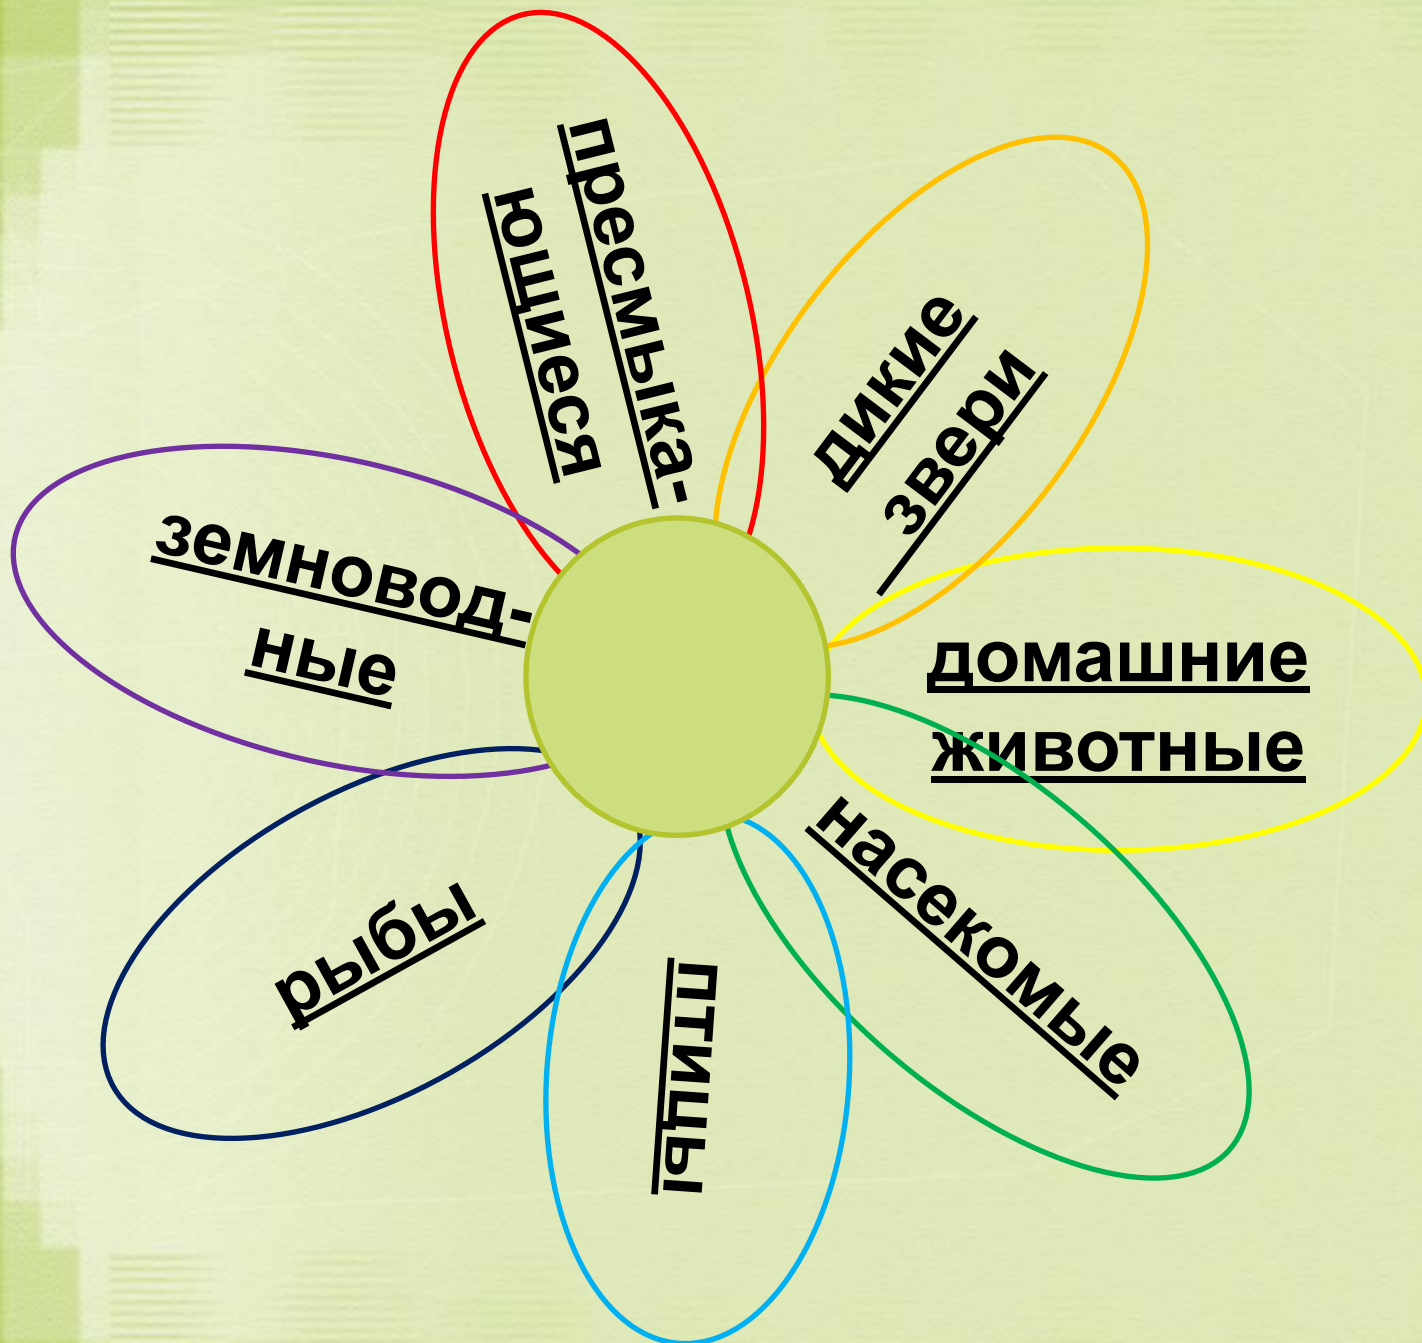 пресмыка-
ющиеся
дикие
звери
домашние
животные
насекомые
птицы
рыбы
земновод-
ные